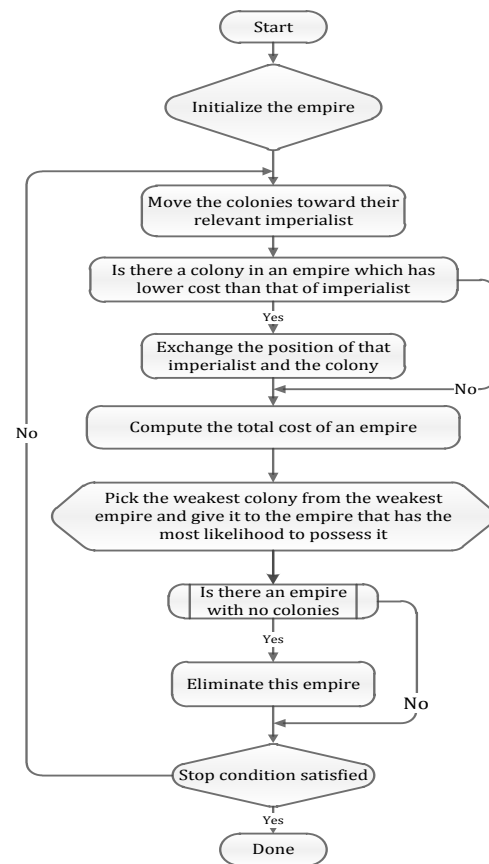 Start
Initialize the empire
Move the colonies toward their
relevant imperialist
Is there a colony in an empire which has
lower cost than that of imperialist
Yes
Exchange the position of that
imperialist and the colony
No
Compute the total cost of an empire
No
Pick the weakest colony from the weakest
empire and give it to the empire that has the
most likelihood to possess it
Is there an empire
with no colonies
Yes
Eliminate this empire
No
Stop condition satisfied
Yes
Done